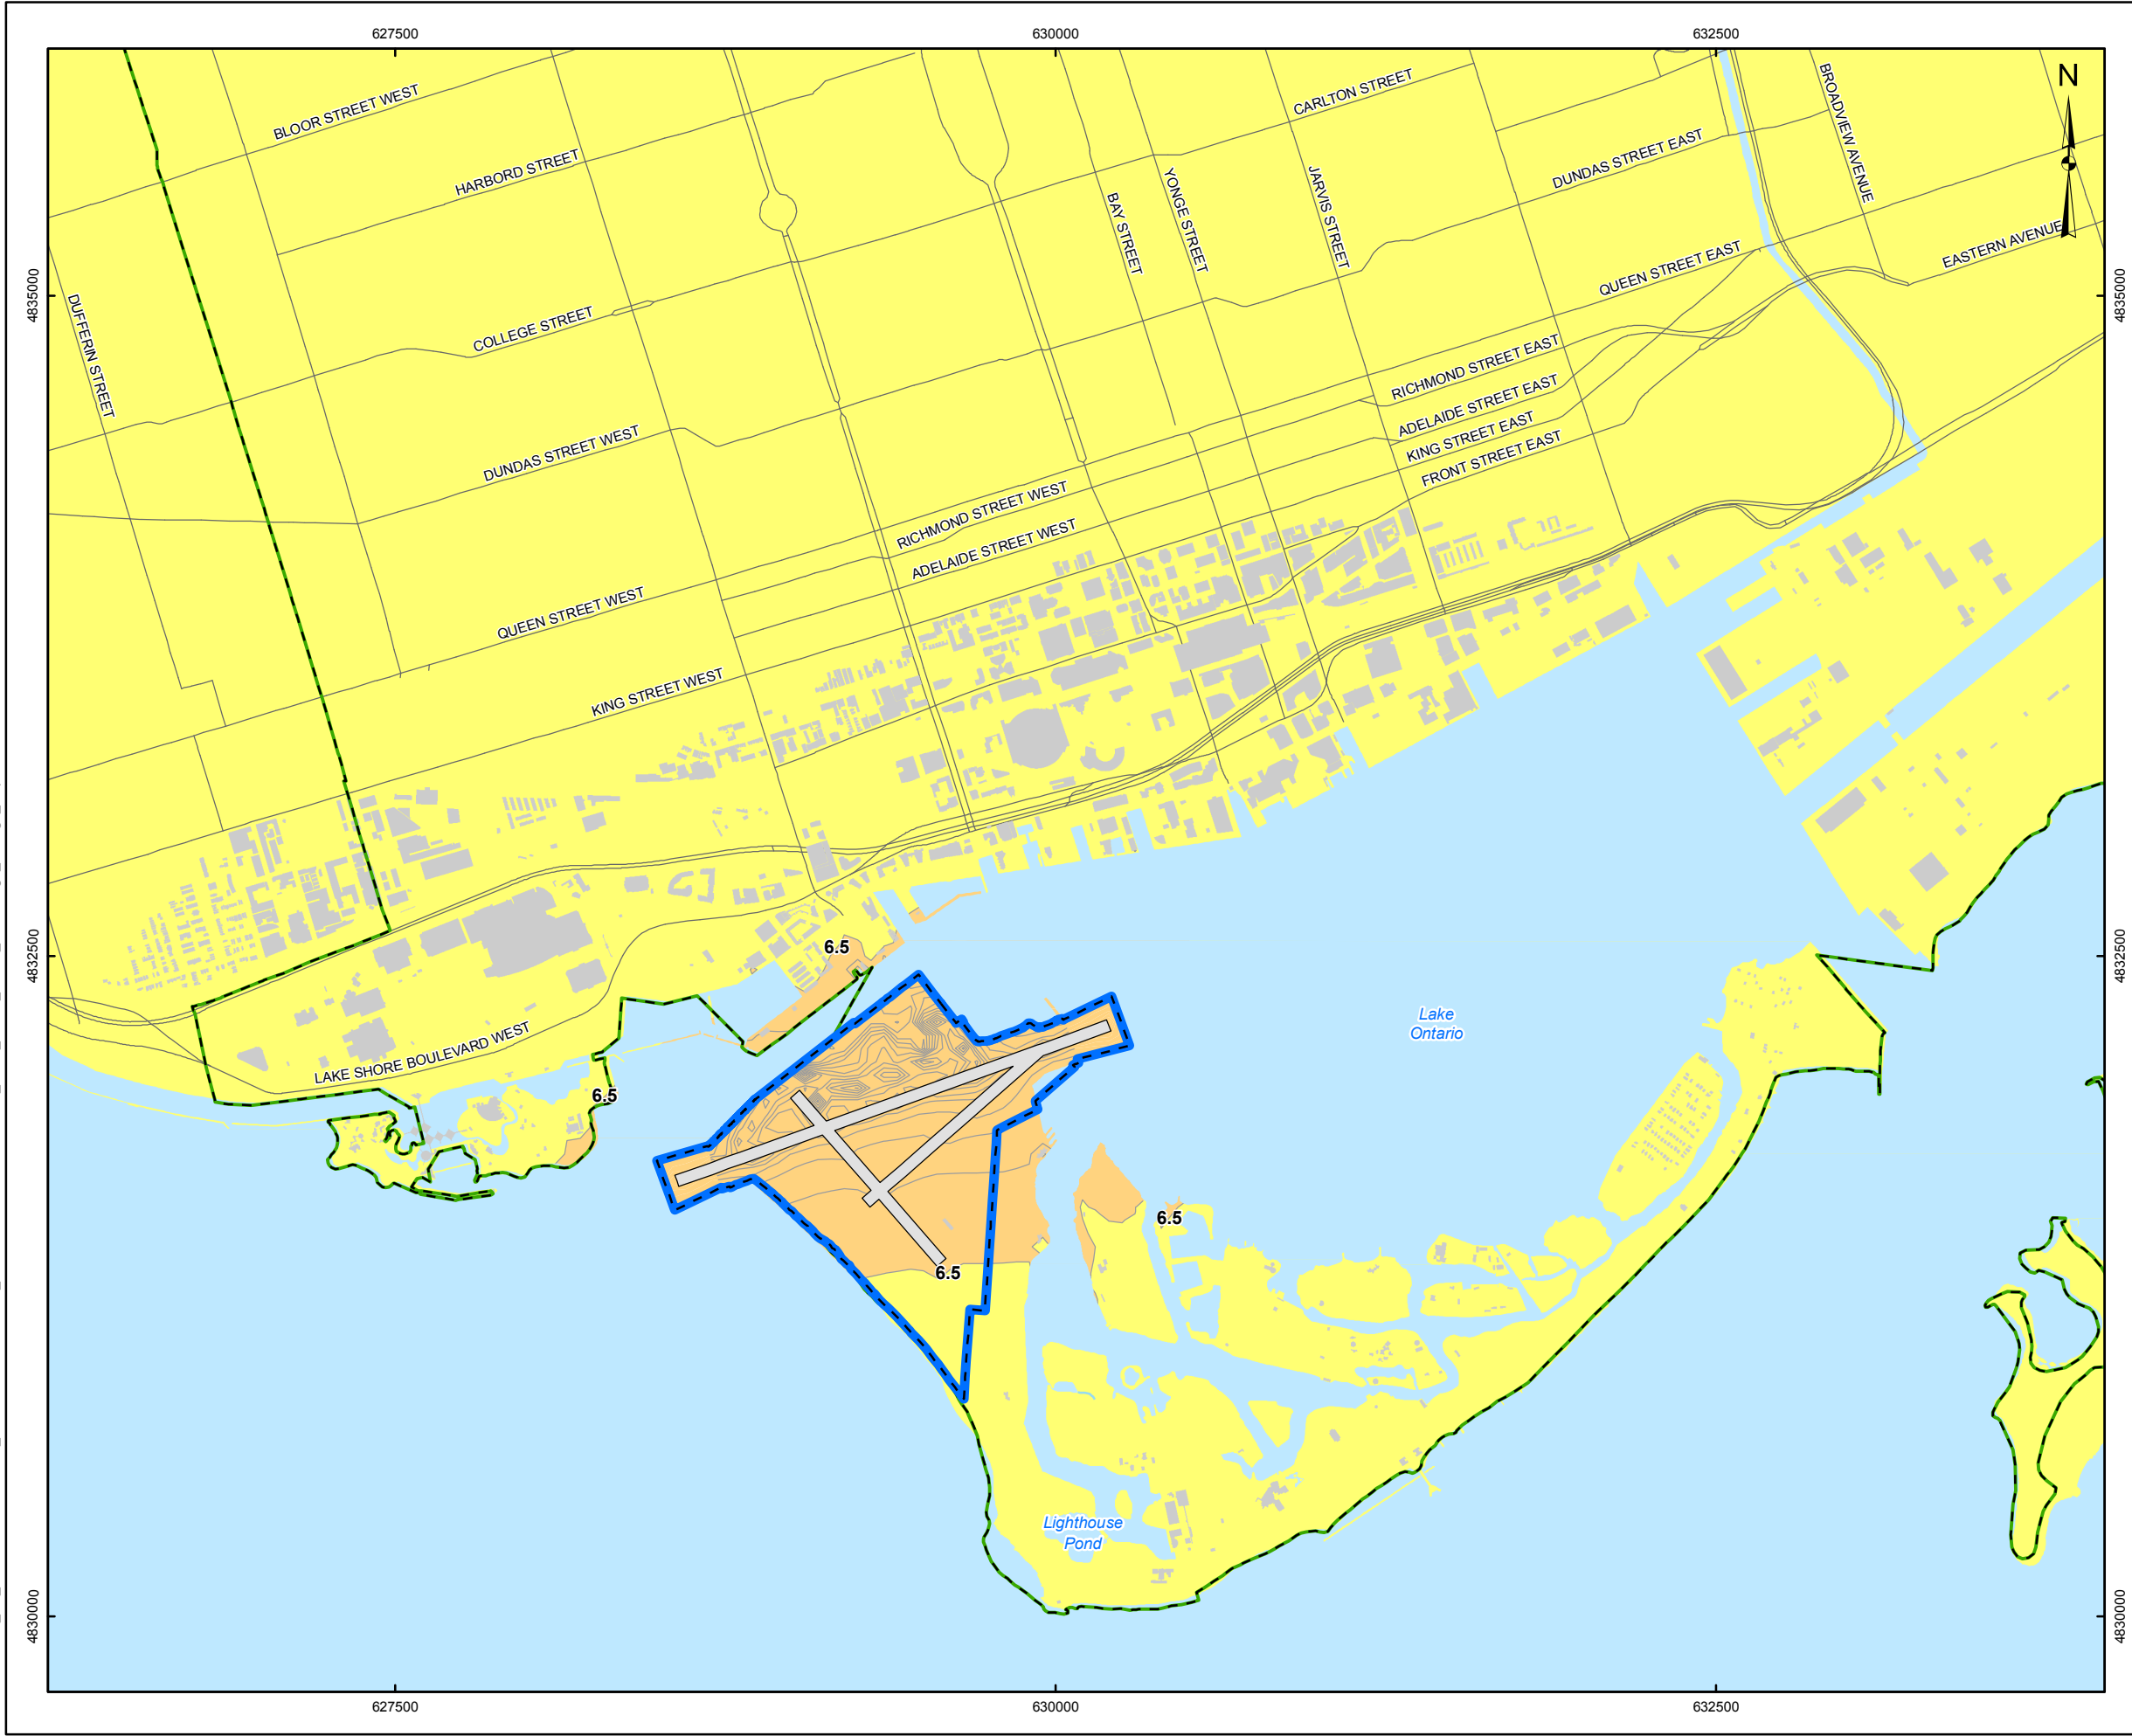 627500 630000 632500
N
BLOOR STREET WEST
CARLTON STREET
BROADVIEW AVENUE
HARBORD STREET
DUNDAS STREET EAST
YONGE STREET
JARVIS STREET
BAY STREET
EASTERN AVENUE
QUEEN STREET EAST
4835000
4835000
DUFFERIN STREET
COLLEGE STREET
RICHMOND STREET EAST
ADELAIDE STREET EAST
KING STREET EAST
FRONT STREET EAST
DUNDAS STREET WEST
RICHMOND STREET WEST
ADELAIDE STREET WEST
QUEEN STREET WEST
KING STREET WEST
4832500
6.5
4832500
Lake
Ontario
LAKE SHORE BOULEVARD WEST
6.5
6.5
6.5
Lighthouse
Pond
4830000
4830000
627500 630000 632500